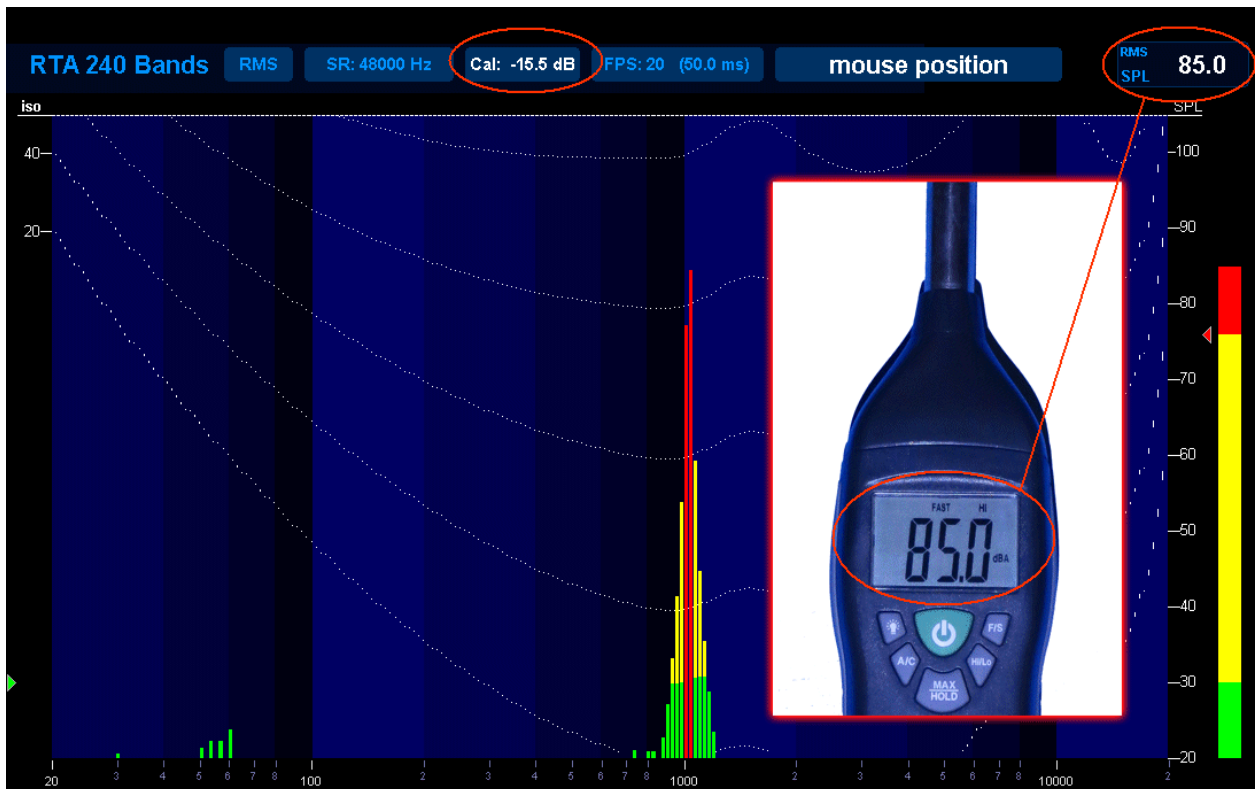 RTA 240 Bands RMS SR: 48000 Hz Cal: -15.5 dB FPS: 20 (50.0 ms) mouse position RMS SPL 85.0
iso SPL
40 100
20 90
80
70
60
50
40
30
20
FAST HI
85.0 dBA
F/S
A/C Hi/Lo
MAX
HOLD
20 3 4 5 6 7 8 100 2 3 4 5 6 7 8 1000 2 3 4 5 6 7 8 10000 2